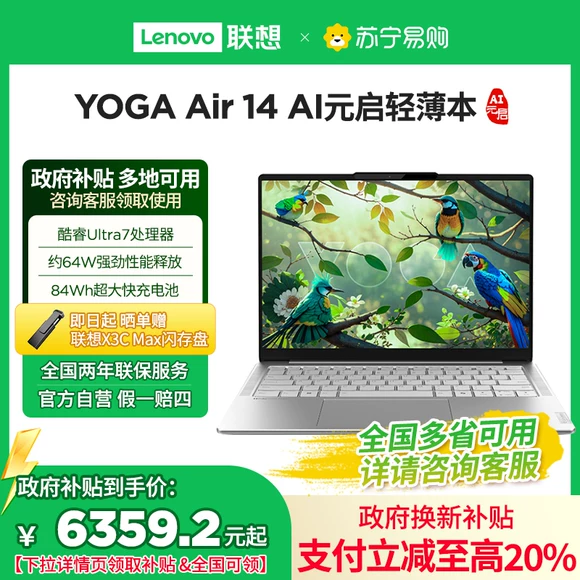 Lenovo 联想 × 苏宁易购
YOGA Air 14 AI元启轻薄本
AI
元启
政府补贴 多地可用
咨询客服领取使用
酷睿Ultra7处理器
约64W强劲性能释放
84Wh超大快充电池
即日起 晒单赠
联想X3C Max闪存盘
全国两年联保服务
官方自营 假一赔四
YOGA
全国多省可用
详请咨询客服
政府补贴到手价:
¥ 6359.2元起
【下拉详情页领取补贴&全国可领】
政府换新补贴
支付立减至高20%